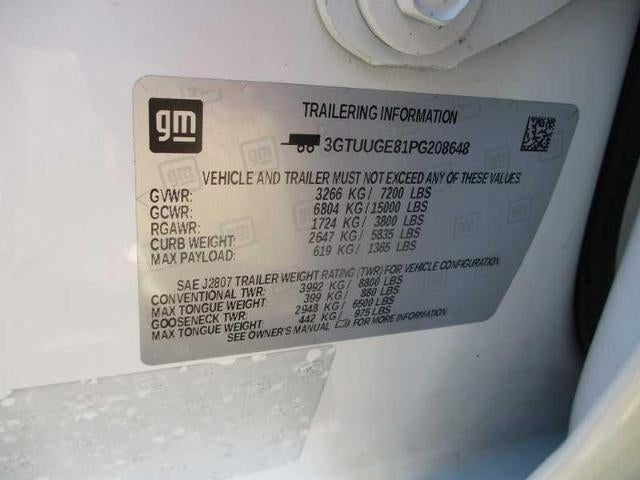 gm
TRAILERING INFORMATION
3GTUUGE81PG208648
VEHICLE AND TRAILER MUST NOT EXCEED ANY OF THESE VALUES
GVWR: 3266 KG / 7200 LBS
GCWR: 6804 KG / 15000 LBS
RGAWR: 1724 KG / 3800 LBS
CURB WEIGHT: 2647 KG / 5835 LBS
MAX PAYLOAD: 619 KG / 1365 LBS
SAE J2807 TRAILER WEIGHT RATING (TWR) FOR VEHICLE CONFIGURATION.
CONVENTIONAL TWR: 3992 KG / 8800 LBS
MAX TONGUE WEIGHT: 399 KG / 880 LBS
GOOSENECK TWR: 2948 KG / 6500 LBS
MAX TONGUE WEIGHT: 442 KG / 975 LBS
SEE OWNER'S MANUAL FOR MORE INFORMATION